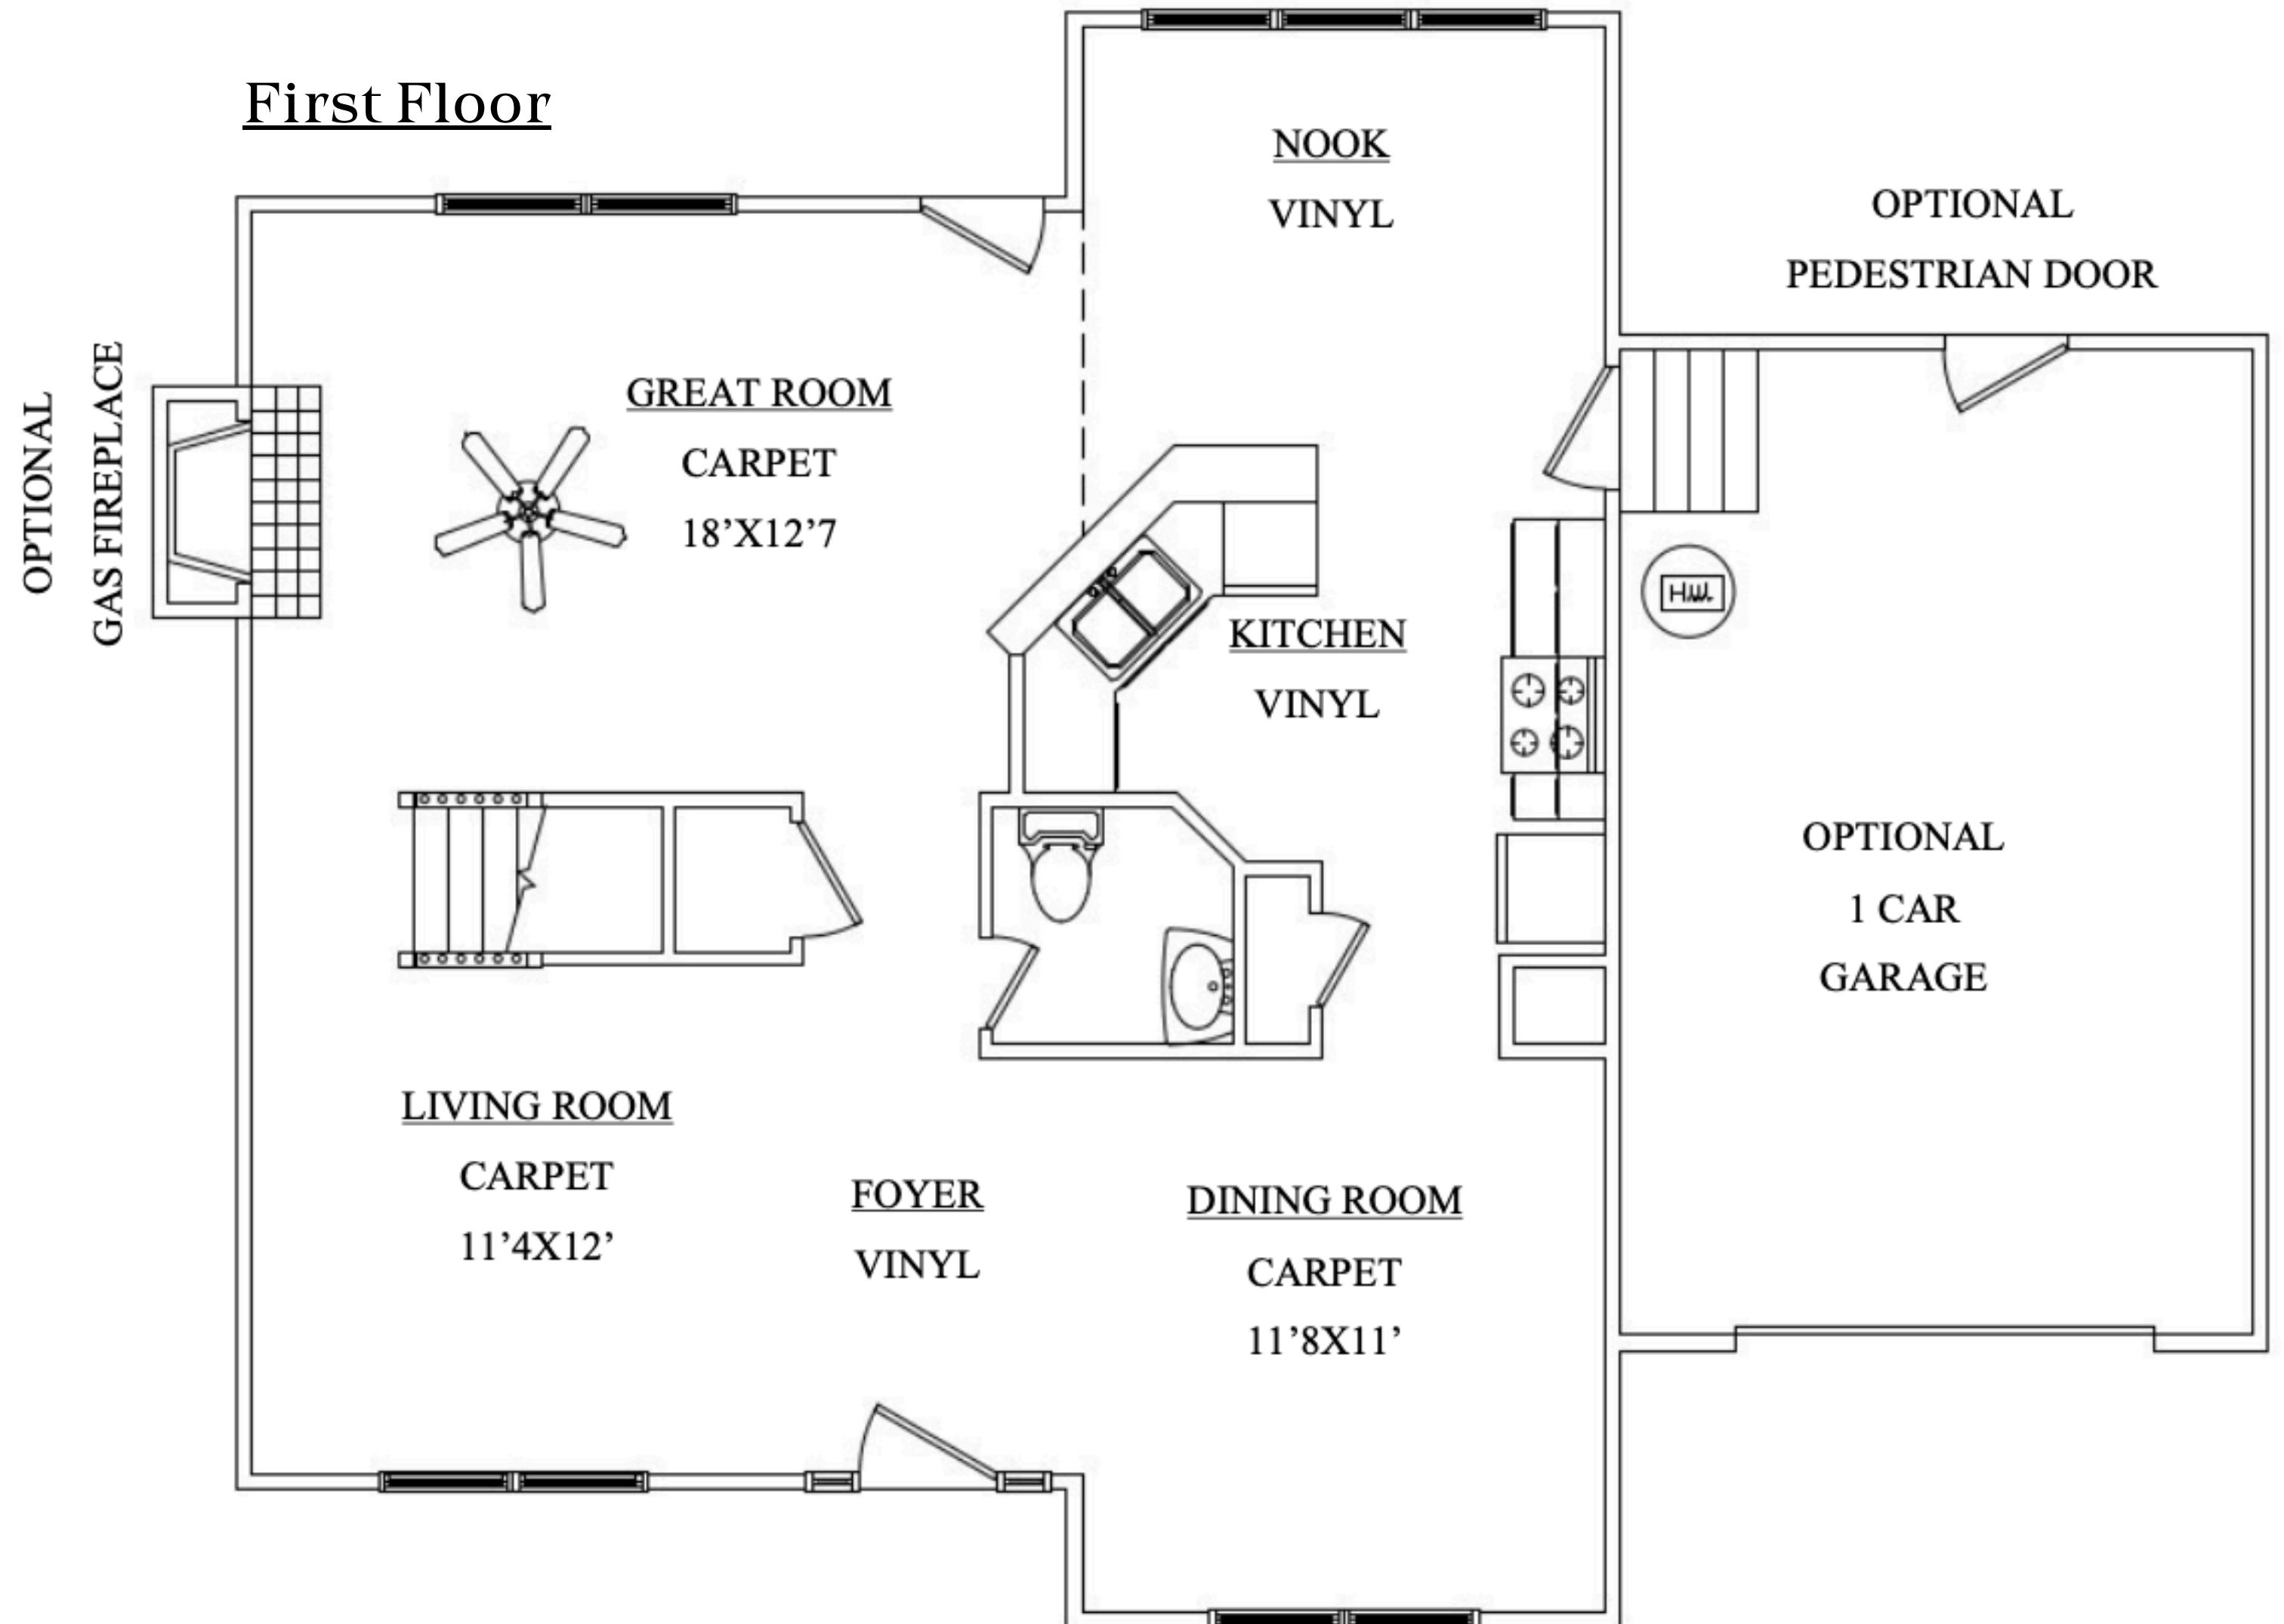 First Floor
NOOK
VINYL
OPTIONAL
PEDESTRIAN DOOR
OPTIONAL
GAS FIREPLACE
GREAT ROOM
CARPET
18’X12’7
KITCHEN
VINYL
H.W.
OPTIONAL
1 CAR
GARAGE
LIVING ROOM
CARPET
11’4X12’
FOYER
VINYL
DINING ROOM
CARPET
11’8X11’